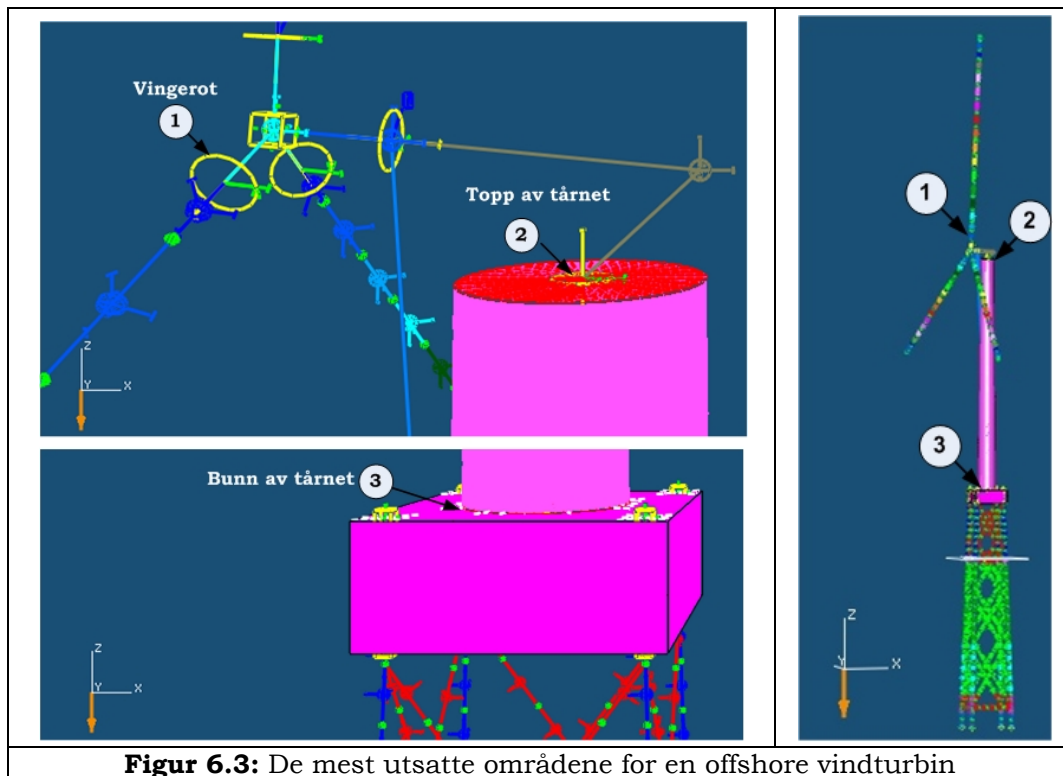 Vingerot
1
Topp av tårnet
2
Z
Y X
Bunn av tårnet 3
Z
Y X
1
2
3
Z
Y X
Figur 6.3: De mest utsatte områdene for en offshore vindturbin